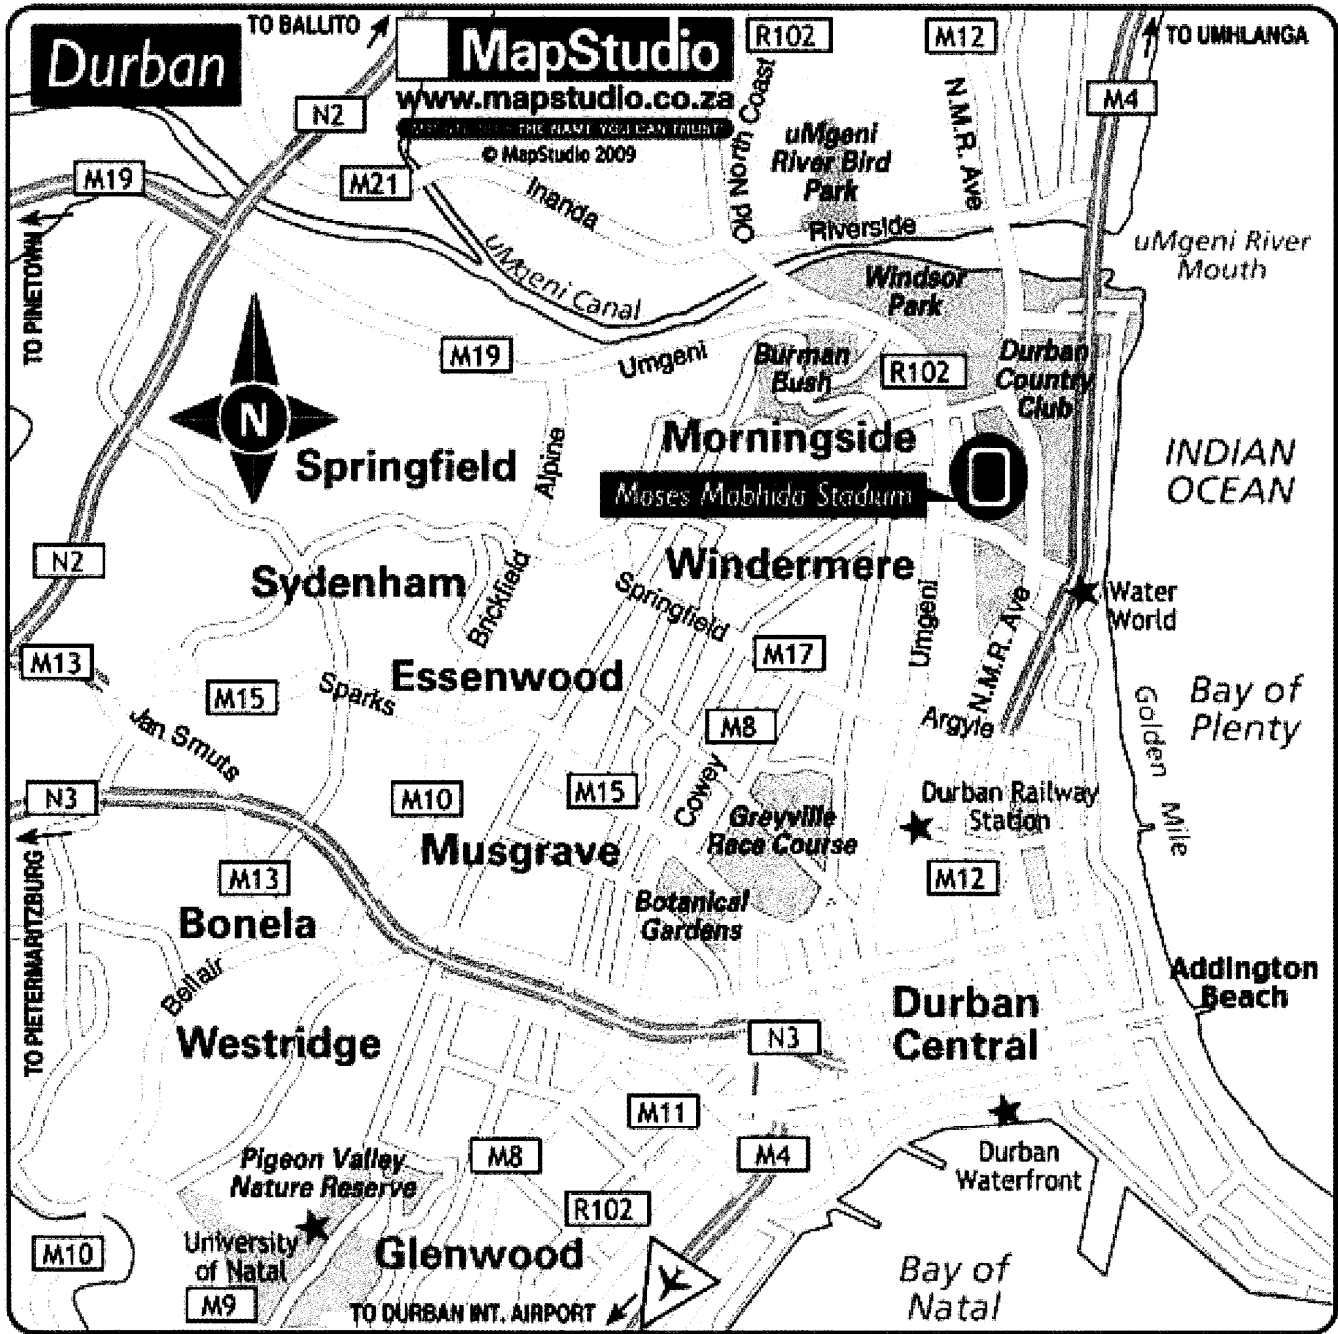 TO BALLITO
Durban
MapStudio
www.mapstudio.co.za
THE NAME YOU CAN TRUST
© MapStudio 2009
R102
M12
TO UMHLANGA
N2
M4
Old North Coast
N.M.R. Ave
uMgeni
River Bird
Park
M19
M21
Inanda
Riverside
TO PINETOWN
uMgeni Canal
uMgeni River
Mouth
Windsor
Park
M19
Umgeni
Burman
Bush
R102
Durban
Country
Club
N
Springfield
Alpine
Morningside
Moses Mabhida Stadium
INDIAN
OCEAN
N2
Sydenham
Brickfield
Windermere
Springfield
Umgeni
N.M.R. Ave
Water
World
M13
M15
Sparks
Essenwood
M17
M8
Argyle
Golden Mile
Bay of
Plenty
Jan Smuts
N3
M10
M15
Cowey
Greyville
Race Course
Durban Railway
Station
TO PIETERMARITZBURG
Musgrave
M13
M12
Bonela
Botanical
Gardens
Bellair
Addington
Beach
Westridge
Durban
Central
N3
M11
Pigeon Valley
Nature Reserve
M8
M4
Durban
Waterfront
R102
M10
University
of Natal
Glenwood
M9
TO DURBAN INT. AIRPORT
Bay of
Natal